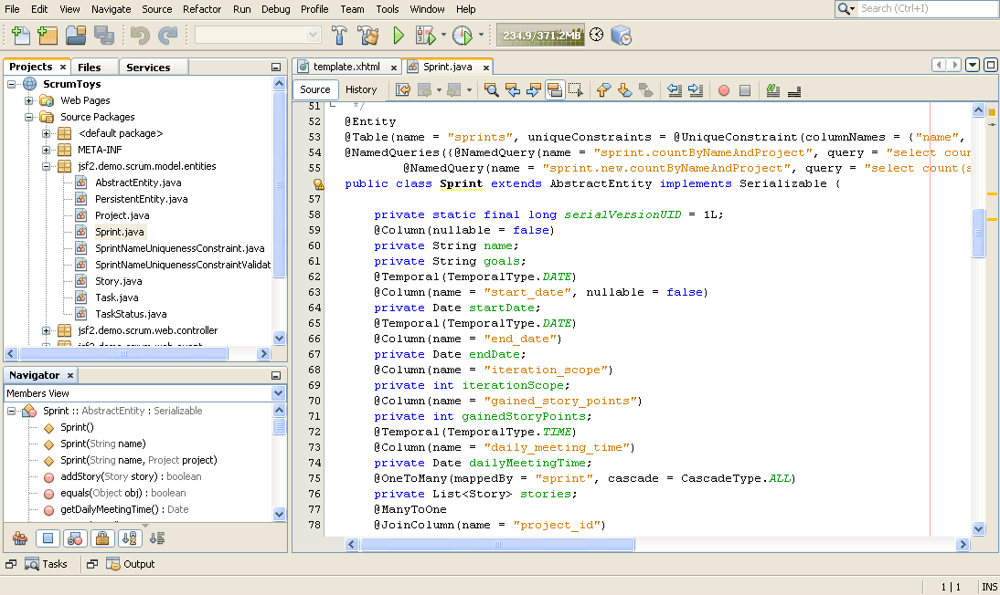 File Edit View Navigate Source Refactor Run Debug Profile Team Tools Window Help
Search (Ctrl+I)
234.9/371.2MB
Projects × Files Services
ScrumToys
Web Pages
Source Packages
<default package>
META-INF
jsf2.demo.scrum.model.entities
AbstractEntity.java
PersistentEntity.java
Project.java
Sprint.java
SprintNameUniquenessConstraint.java
SprintNameUniquenessConstraintValidat
Story.java
Task.java
TaskStatus.java
jsf2.demo.scrum.web.controller
jsf2.demo.scrum.web.event
Navigator ×
Members View
Sprint :: AbstractEntity : Serializable
Sprint()
Sprint(String name)
Sprint(String name, Project project)
addStory(Story story) : boolean
equals(Object obj) : boolean
getDailyMeetingTime() : Date
template.xhtml × Sprint.java ×
Source History
51 */
52 @Entity
53 @Table(name = "sprints", uniqueConstraints = @UniqueConstraint(columnNames = {"name",
54 @NamedQueries({@NamedQuery(name = "sprint.countByNameAndProject", query = "select coun
55 @NamedQuery(name = "sprint.new.countByNameAndProject", query = "select count(s
public class Sprint extends AbstractEntity implements Serializable {
57
58 private static final long serialVersionUID = 1L;
59 @Column(nullable = false)
60 private String name;
61 private String goals;
62 @Temporal(TemporalType.DATE)
63 @Column(name = "start_date", nullable = false)
64 private Date startDate;
65 @Temporal(TemporalType.DATE)
66 @Column(name = "end_date")
67 private Date endDate;
68 @Column(name = "iteration_scope")
69 private int iterationScope;
70 @Column(name = "gained_story_points")
71 private int gainedStoryPoints;
72 @Temporal(TemporalType.TIME)
73 @Column(name = "daily_meeting_time")
74 private Date dailyMeetingTime;
75 @OneToMany(mappedBy = "sprint", cascade = CascadeType.ALL)
76 private List<Story> stories;
77 @ManyToOne
78 @JoinColumn(name = "project_id")
Tasks Output
1 | 1 INS